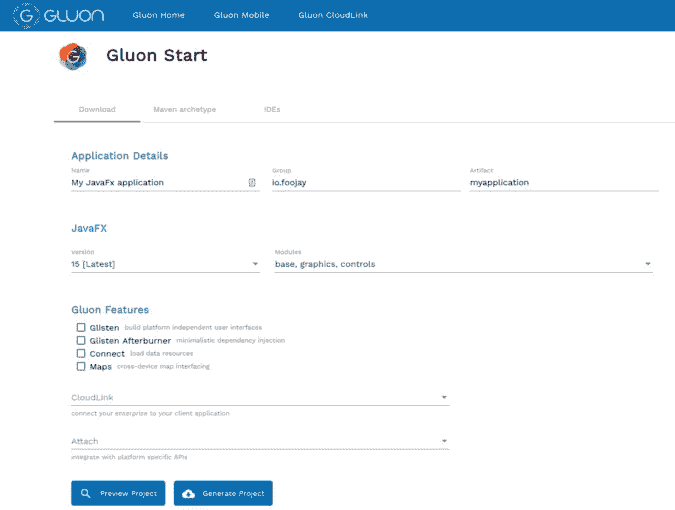 GLUON Gluon Home Gluon Mobile Gluon CloudLink
Gluon Start
Download Maven archetype IDEs
Application Details
Name Group Artifact
My JavaFx application io.foojay myapplication
JavaFX
Version Modules
15 [Latest] base, graphics, controls
Gluon Features
Glisten build platform independent user interfaces
Glisten Afterburner minimalistic dependancy injection
Connect load data resources
Maps cross-device map interfacing
CloudLink
connect your enterprise to your client application
Attach
integrate with platform specific APIs
Preview Project Generate Project